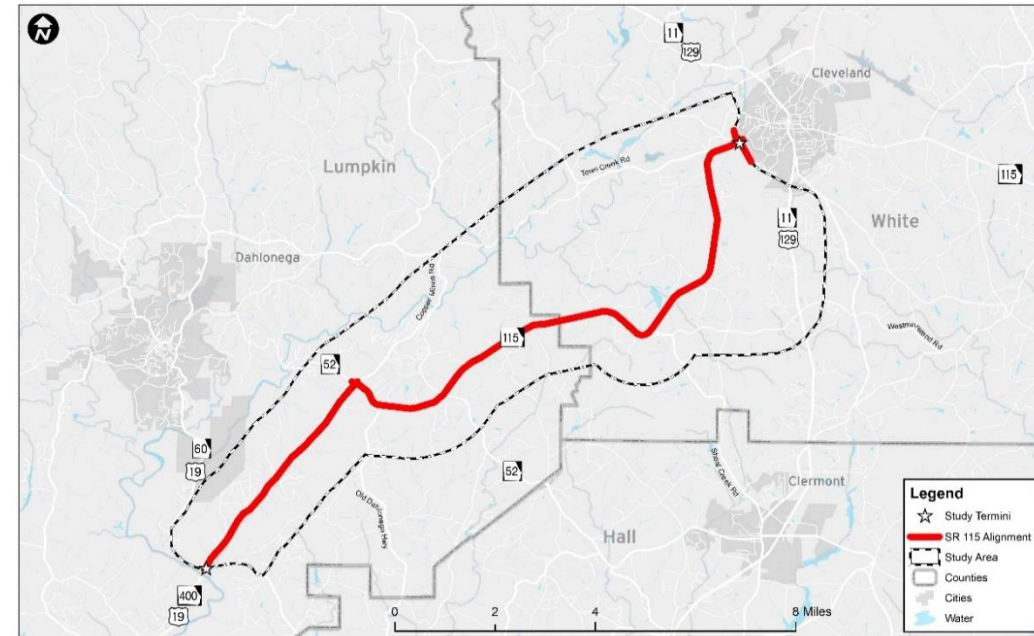 N
11
129
Cleveland
Lumpkin
Town Creek Rd
115
White
11
129
Dahlonega
Copper Mines Rd
115
52
60
19
52
Old Dahlonega Hwy
Shoal Creek Rd
Clermont
Hall
400
19
0 2 4 6 8 Miles
Legend
Study Termini
SR 115 Alignment
Study Area
Counties
Cities
Water